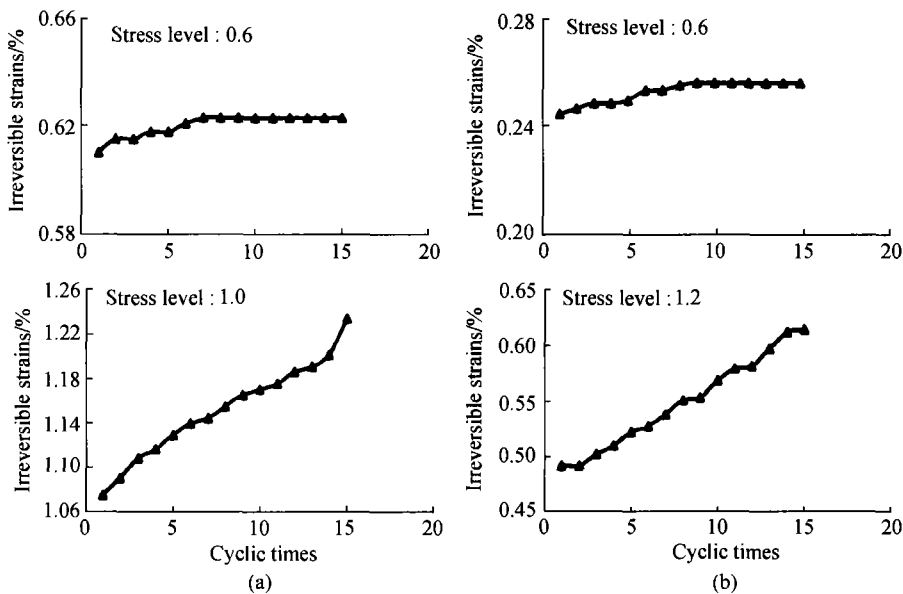 Irreversible strains/%
0.66
0.62
0.58
Stress level : 0.6
0 5 10 15 20
Irreversible strains/%
0.28
0.24
0.20
Stress level : 0.6
0 5 10 15 20
Irreversible strains/%
1.26
1.22
1.18
1.14
1.10
1.06
Stress level : 1.0
0 5 10 15 20
Cyclic times
(a)
Irreversible strains/%
0.65
0.60
0.55
0.50
0.45
Stress level : 1.2
0 5 10 15 20
Cyclic times
(b)